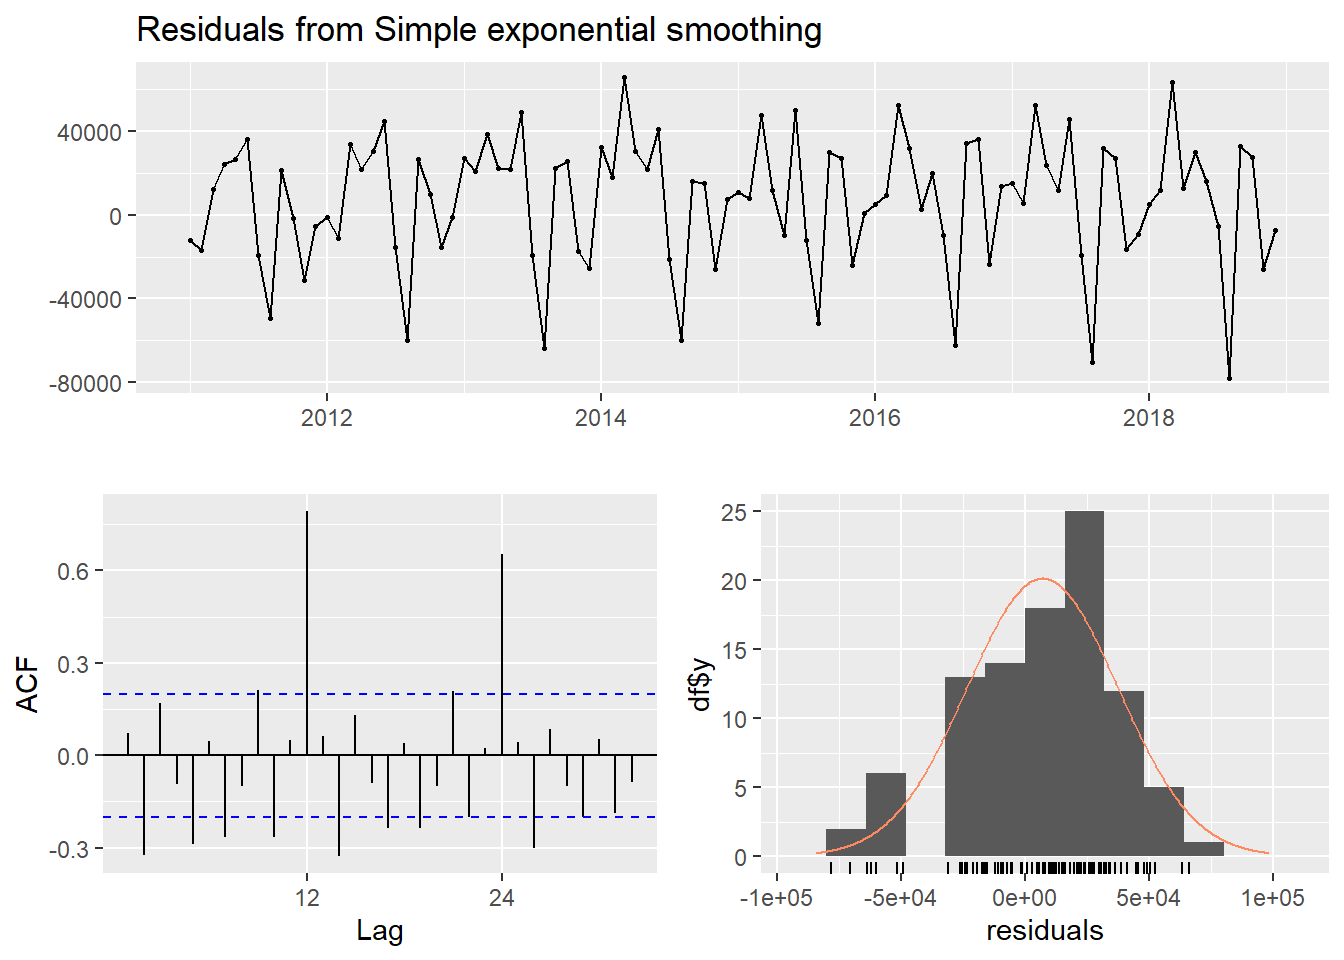 Residuals from Simple exponential smoothing
40000
0
-40000
-80000
2012 2014 2016 2018
ACF
0.6
0.3
0.0
-0.3
12 24
Lag
df$y
25
20
15
10
5
0
-1e+05 -5e+04 0e+00 5e+04 1e+05
residuals